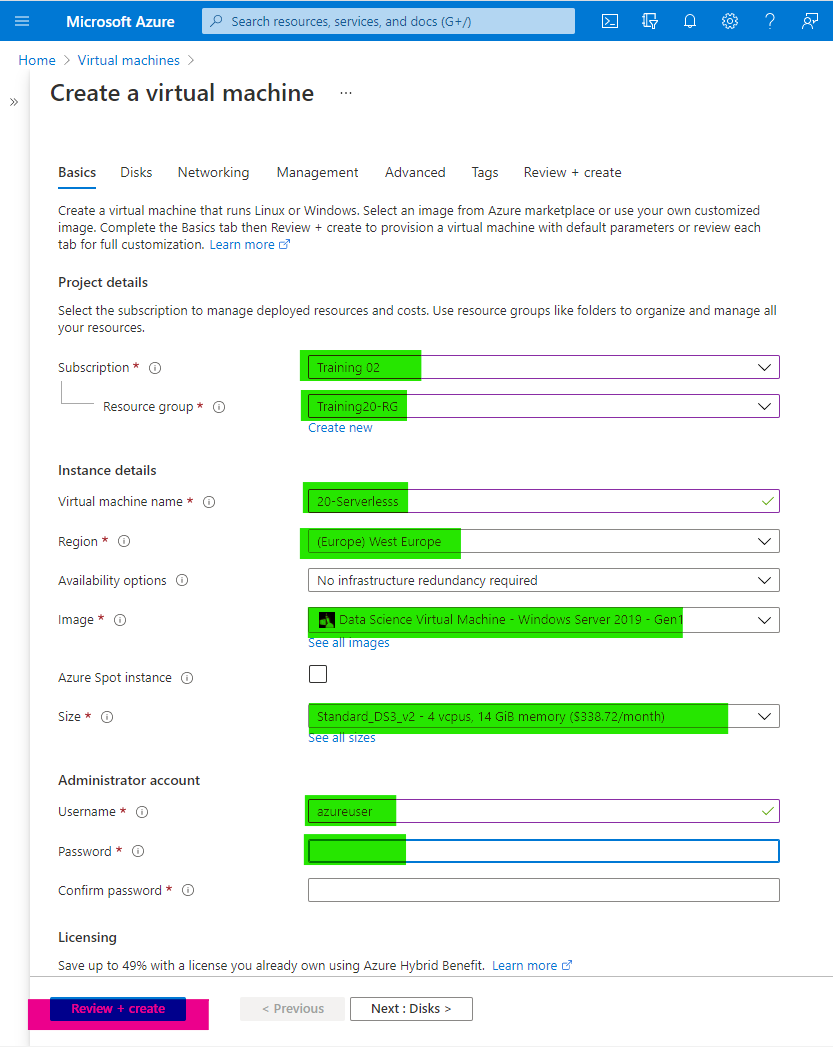 Microsoft Azure
Search resources, services, and docs (G+/)
Home > Virtual machines >
Create a virtual machine ...
Basics Disks Networking Management Advanced Tags Review + create
Create a virtual machine that runs Linux or Windows. Select an image from Azure marketplace or use your own customized
image. Complete the Basics tab then Review + create to provision a virtual machine with default parameters or review each
tab for full customization. Learn more
Project details
Select the subscription to manage deployed resources and costs. Use resource groups like folders to organize and manage all
your resources.
Subscription * Training 02
Resource group * Training20-RG
Create new
Instance details
Virtual machine name * 20-Serverlesss
Region * (Europe) West Europe
Availability options No infrastructure redundancy required
Image * Data Science Virtual Machine - Windows Server 2019 - Gen1
See all images
Azure Spot instance
Size * Standard_DS3_v2 - 4 vcpus, 14 GiB memory ($338.72/month)
See all sizes
Administrator account
Username * azureuser
Password *
Confirm password *
Licensing
Save up to 49% with a license you already own using Azure Hybrid Benefit. Learn more
Review + create < Previous Next : Disks >